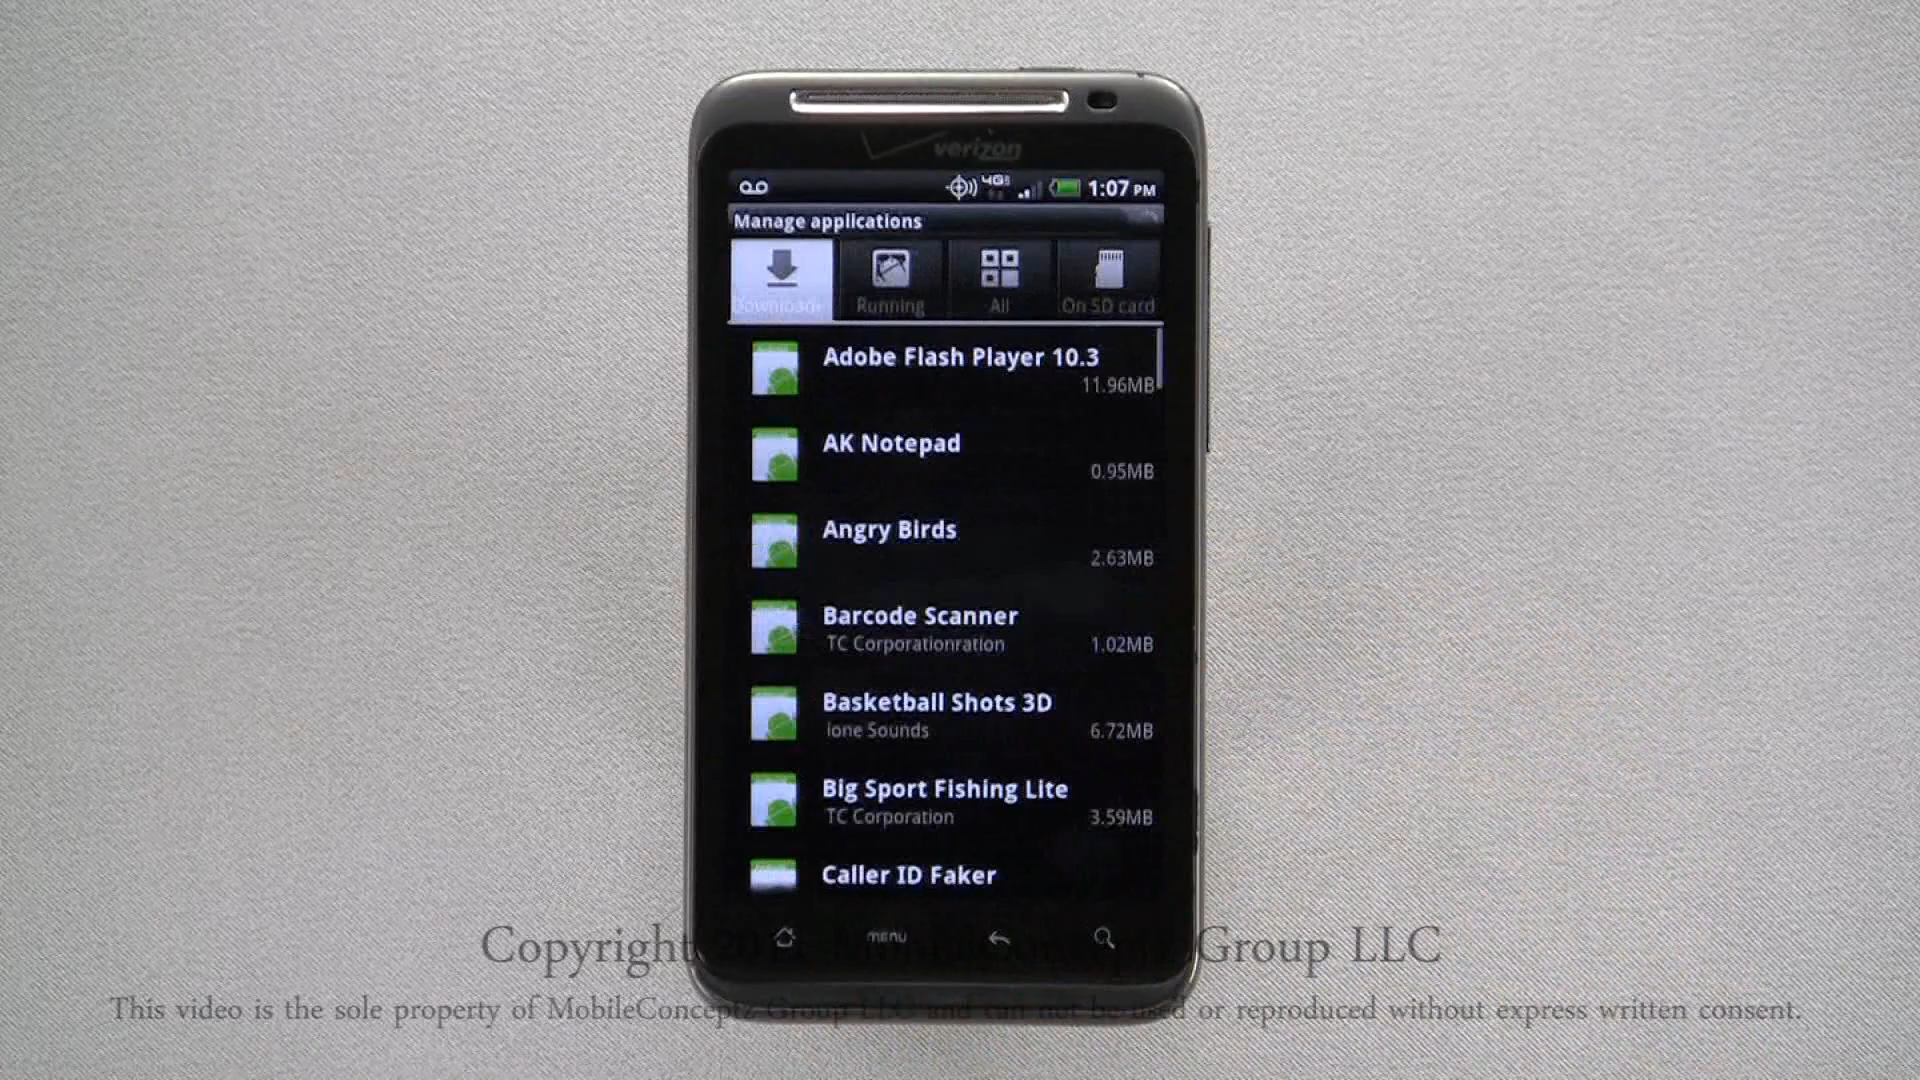 verizon
4G 1:07 PM
Manage applications
Running All On SD card
Adobe Flash Player 10.3
11.96MB
AK Notepad
0.95MB
Angry Birds
2.63MB
Barcode Scanner
TC Corporationration 1.02MB
Basketball Shots 3D
Ione Sounds 6.72MB
Big Sport Fishing Lite
TC Corporation 3.59MB
Caller ID Faker
menu
Copyright Group LLC
This video is the sole property of MobileConceptz Group LLC and can not be used or reproduced without express written consent.